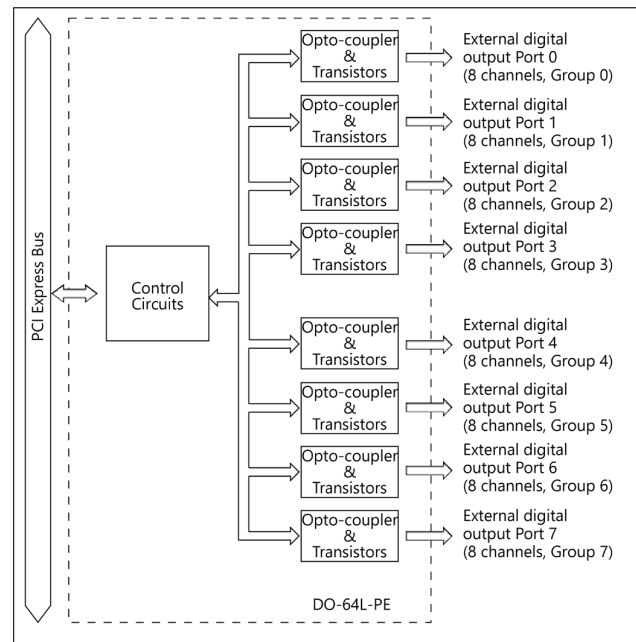 PCI Express Bus
Control
Circuits
Opto-coupler
&
Transistors
External digital
output Port 0
(8 channels, Group 0)
Opto-coupler
&
Transistors
External digital
output Port 1
(8 channels, Group 1)
Opto-coupler
&
Transistors
External digital
output Port 2
(8 channels, Group 2)
Opto-coupler
&
Transistors
External digital
output Port 3
(8 channels, Group 3)
Opto-coupler
&
Transistors
External digital
output Port 4
(8 channels, Group 4)
Opto-coupler
&
Transistors
External digital
output Port 5
(8 channels, Group 5)
Opto-coupler
&
Transistors
External digital
output Port 6
(8 channels, Group 6)
Opto-coupler
&
Transistors
External digital
output Port 7
(8 channels, Group 7)
DO-64L-PE